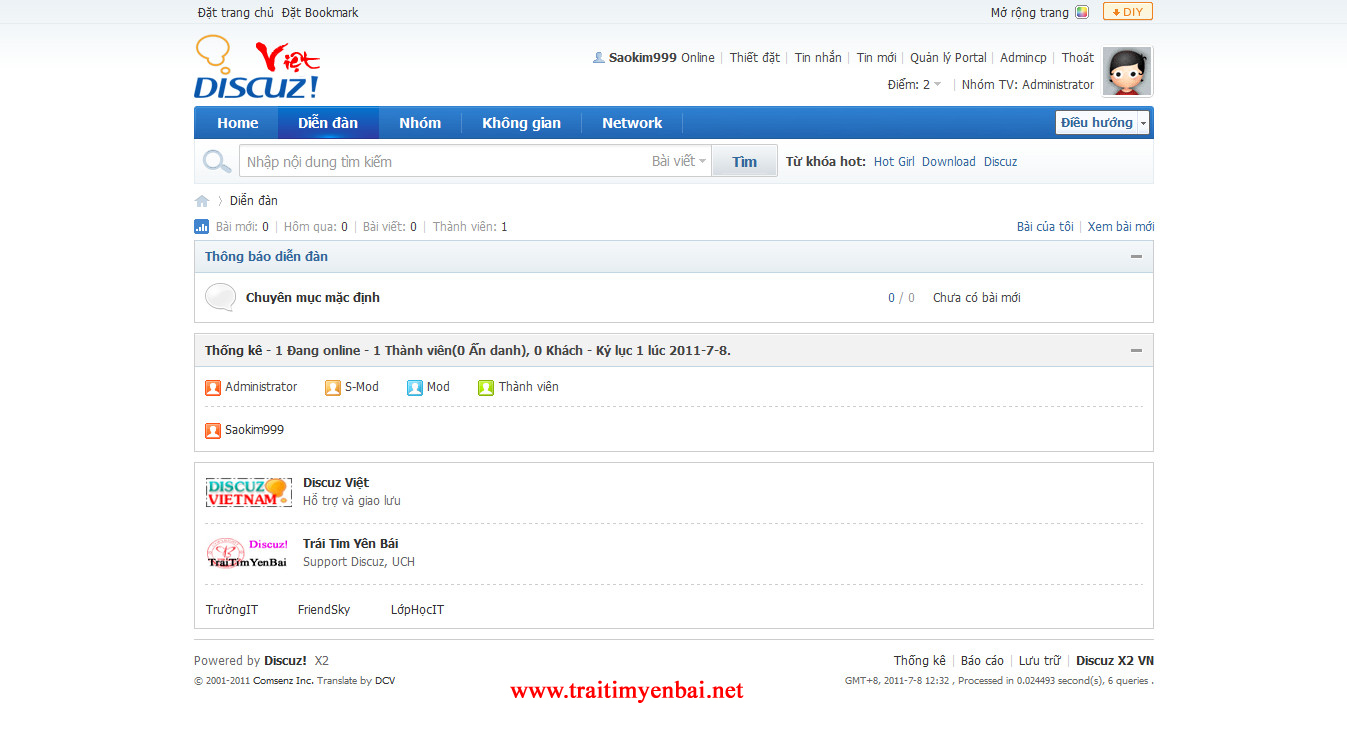 Đặt trang chủ Đặt Bookmark Mở rộng trang DIY
Việt
DISCUZ!
Saokim999 Online | Thiết đặt | Tin nhắn | Tin mới | Quản lý Portal | Admincp | Thoát
Điểm: 2 | Nhóm TV: Administrator
Home Diễn đàn Nhóm Không gian Network Điều hướng
Nhập nội dung tìm kiếm Bài viết Tìm Từ khóa hot: Hot Girl Download Discuz
Diễn đàn
Bài mới: 0 | Hôm qua: 0 | Bài viết: 0 | Thành viên: 1 Bài của tôi | Xem bài mới
Thông báo diễn đàn
Chuyên mục mặc định 0 / 0 Chưa có bài mới
Thống kê - 1 Đang online - 1 Thành viên(0 Ẩn danh), 0 Khách - Kỷ lục 1 lúc 2011-7-8.
Administrator S-Mod Mod Thành viên
Saokim999
DISCUZ
VIETNAM
Discuz Việt
Hỗ trợ và giao lưu
Discuz!
TraiTimYenBai
Trái Tim Yên Bái
Support Discuz, UCH
TrườngIT FriendSky LớpHọcIT
Powered by Discuz! X2 Thống kê | Báo cáo | Lưu trữ | Discuz X2 VN
© 2001-2011 Comsenz Inc. Translate by DCV GMT+8, 2011-7-8 12:32 , Processed in 0.024493 second(s), 6 queries .
www.traitimyenbai.net